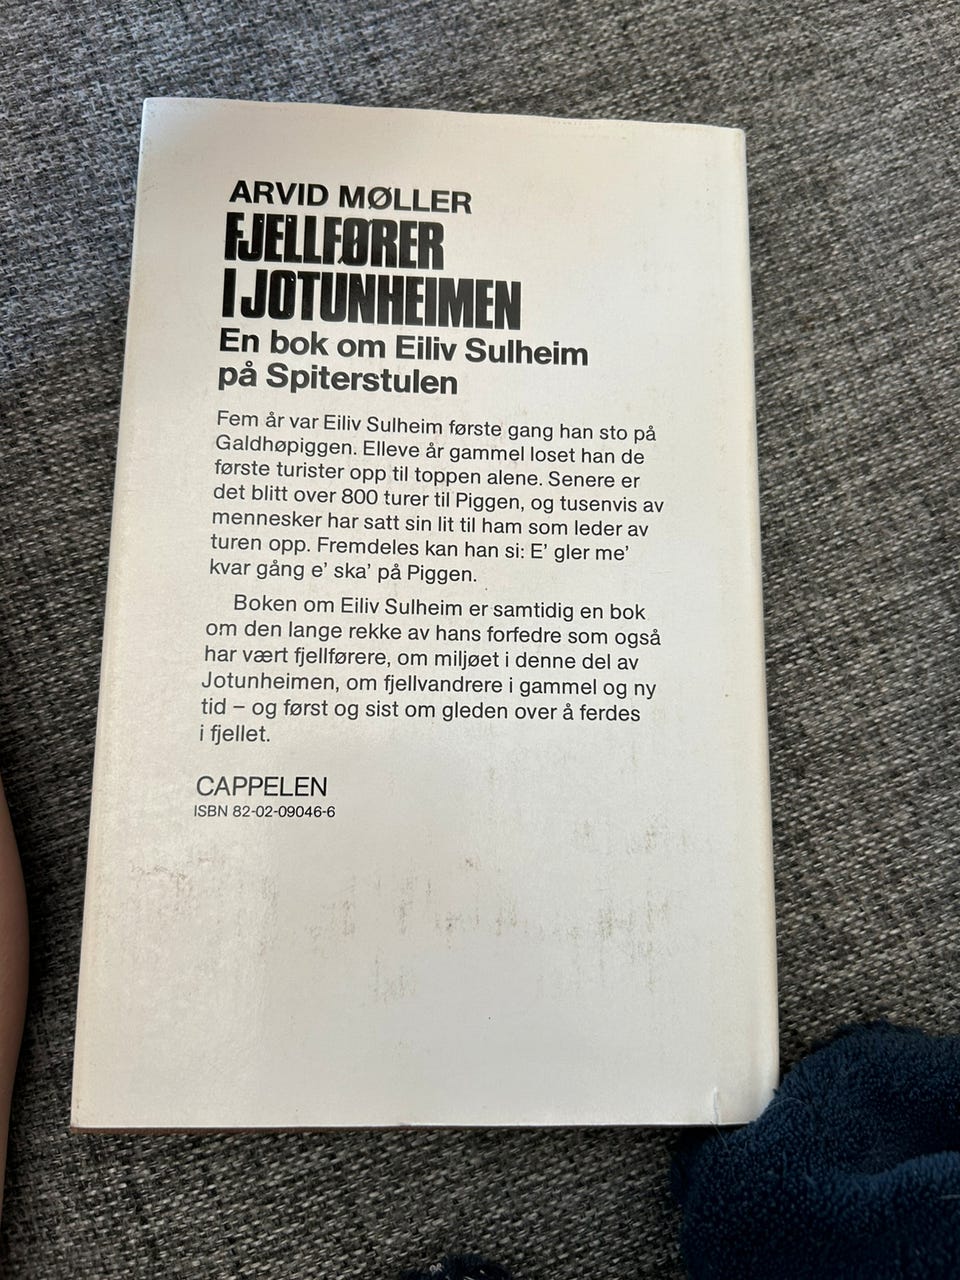 ARVID MØLLER
FJELLFØRER
I JOTUNHEIMEN
En bok om Eiliv Sulheim
på Spiterstulen
Fem år var Eiliv Sulheim første gang han sto på
Galdhøpiggen. Elleve år gammel loset han de
første turister opp til toppen alene. Senere er
det blitt over 800 turer til Piggen, og tusenvis av
mennesker har satt sin lit til ham som leder av
turen opp. Fremdeles kan han si: E' gler me'
kvar gång e' ska' på Piggen.
Boken om Eiliv Sulheim er samtidig en bok
om den lange rekke av hans forfedre som også
har vært fjellførere, om miljøet i denne del av
Jotunheimen, om fjellvandrere i gammel og ny
tid – og først og sist om gleden over å ferdes
i fjellet.
CAPPELEN
ISBN 82-02-09046-6